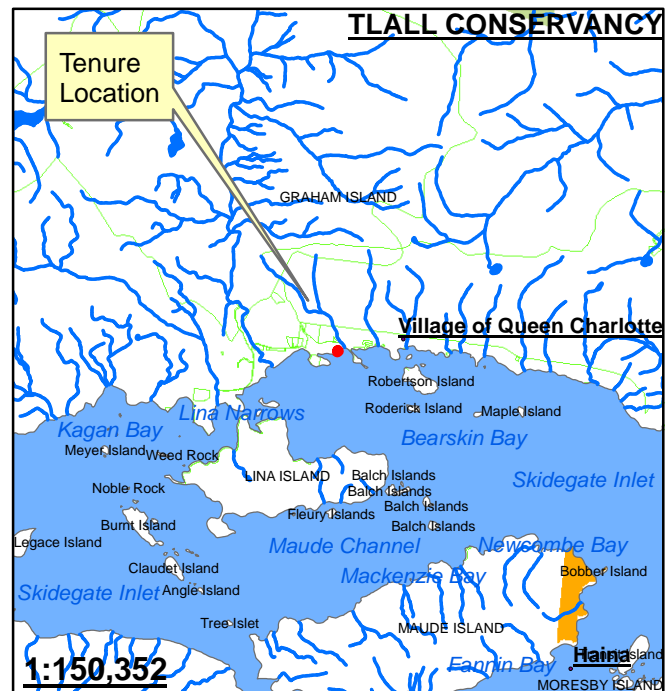 TLALL CONSERVANCY
Tenure
Location
GRAHAM ISLAND
Village of Queen Charlotte
Robertson Island
Roderick Island
Maple Island
Lina Narrows
Kagan Bay
Bearskin Bay
Meyer Island
Weed Rock
LINA ISLAND
Balch Islands
Skidegate Inlet
Noble Rock
Balch Islands
Balch Islands
Fleury Islands
Burnt Island
Balch Islands
Legace Island
Maude Channel
Newcombe Bay
Claudet Island
Mackenzie Bay
Bobber Island
Skidegate Inlet
Angle Island
Tree Islet
MAUDE ISLAND
Haina
Island
1:150,352
Fannin Bay
MORESBY ISLAND